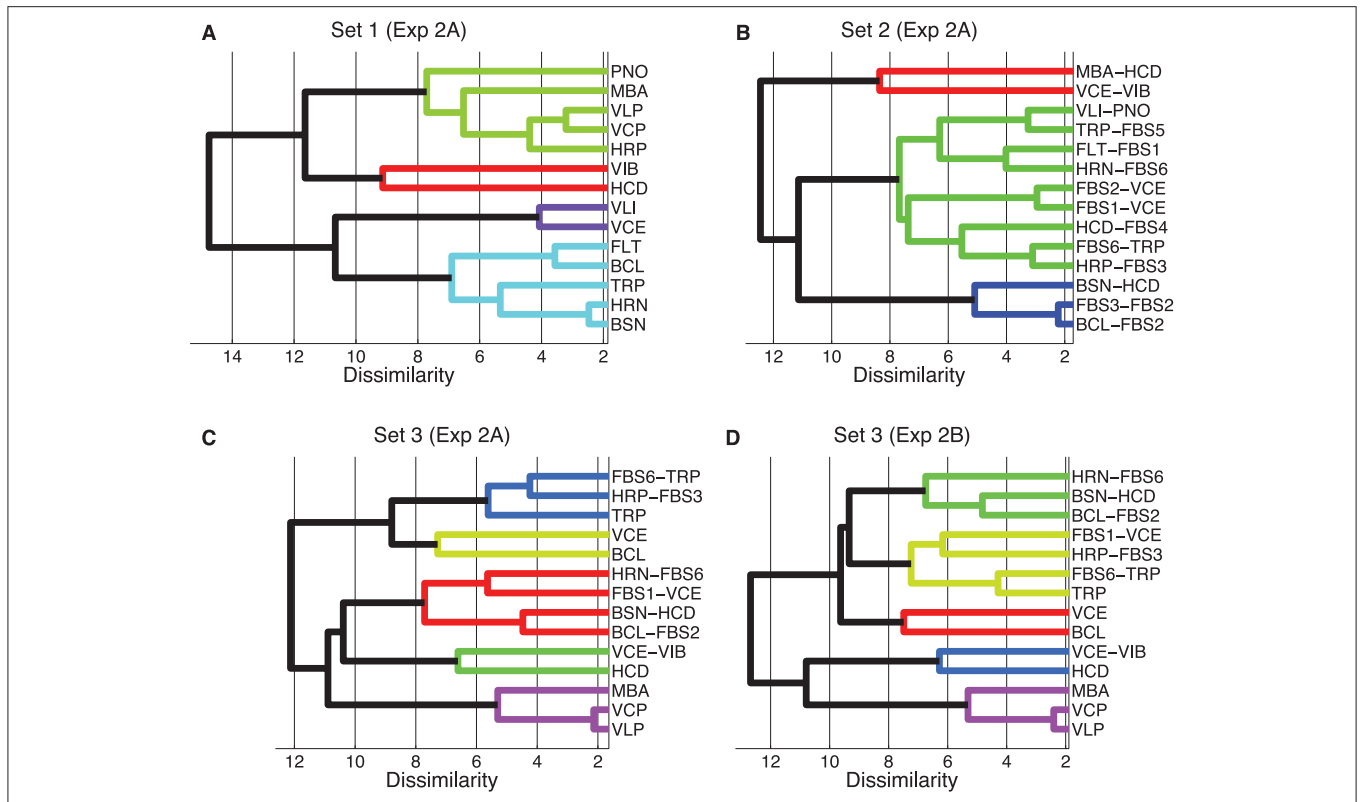 A Set 1 (Exp 2A)
PNO
MBA
VLP
VCP
HRP
VIB
HCD
VLI
VCE
FLT
BCL
TRP
HRN
BSN
14 12 10 8 6 4 2
Dissimilarity
B Set 2 (Exp 2A)
MBA-HCD
VCE-VIB
VLI-PNO
TRP-FBS5
FLT-FBS1
HRN-FBS6
FBS2-VCE
FBS1-VCE
HCD-FBS4
FBS6-TRP
HRP-FBS3
BSN-HCD
FBS3-FBS2
BCL-FBS2
12 10 8 6 4 2
Dissimilarity
C Set 3 (Exp 2A)
FBS6-TRP
HRP-FBS3
TRP
VCE
BCL
HRN-FBS6
FBS1-VCE
BSN-HCD
BCL-FBS2
VCE-VIB
HCD
MBA
VCP
VLP
12 10 8 6 4 2
Dissimilarity
D Set 3 (Exp 2B)
HRN-FBS6
BSN-HCD
BCL-FBS2
FBS1-VCE
HRP-FBS3
FBS6-TRP
TRP
VCE
BCL
VCE-VIB
HCD
MBA
VCP
VLP
12 10 8 6 4 2
Dissimilarity